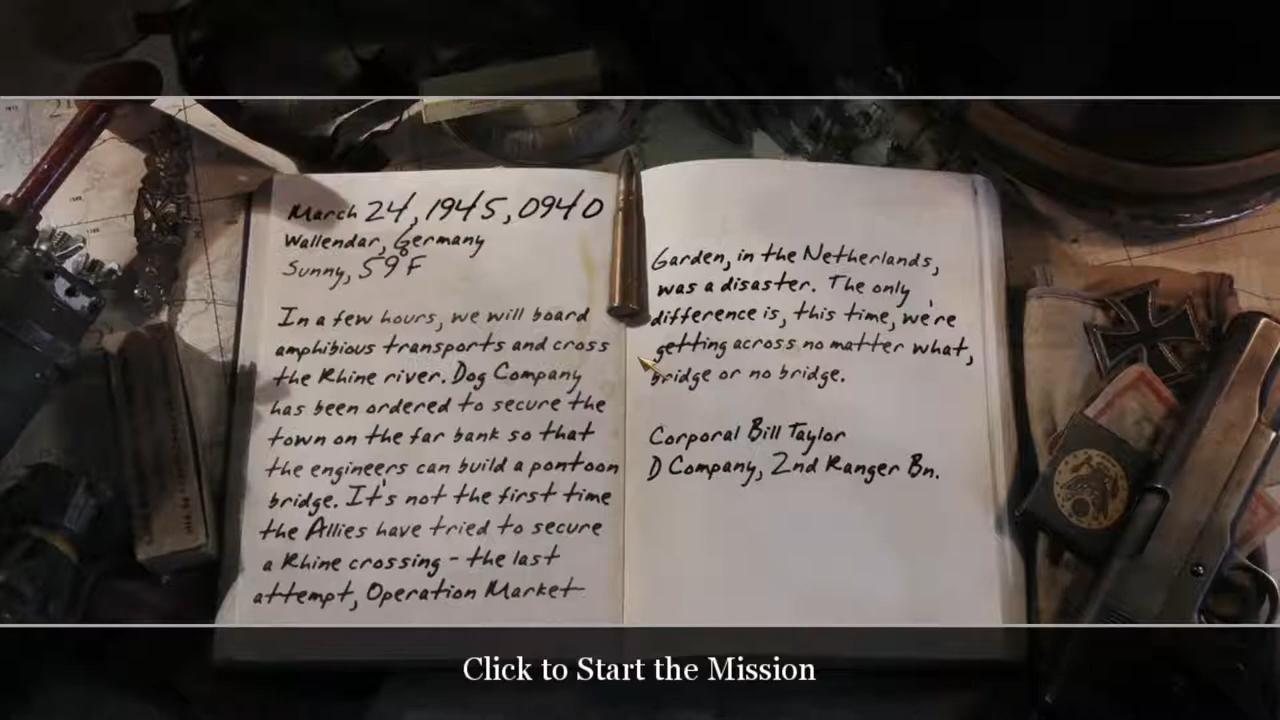 March 24, 1945, 0940
Wallendar, Germany
Sunny, 59°F
In a few hours, we will board
amphibious transports and cross
the Rhine river. Dog Company
has been ordered to secure the
town on the far bank so that
the engineers can build a pontoon
bridge. It's not the first time
the Allies have tried to secure
a Rhine crossing - the last
attempt, Operation Market
Garden, in the Netherlands,
was a disaster. The only
difference is, this time, we're
getting across no matter what,
bridge or no bridge.
Corporal Bill Taylor
D Company, 2nd Ranger Bn.
Click to Start the Mission